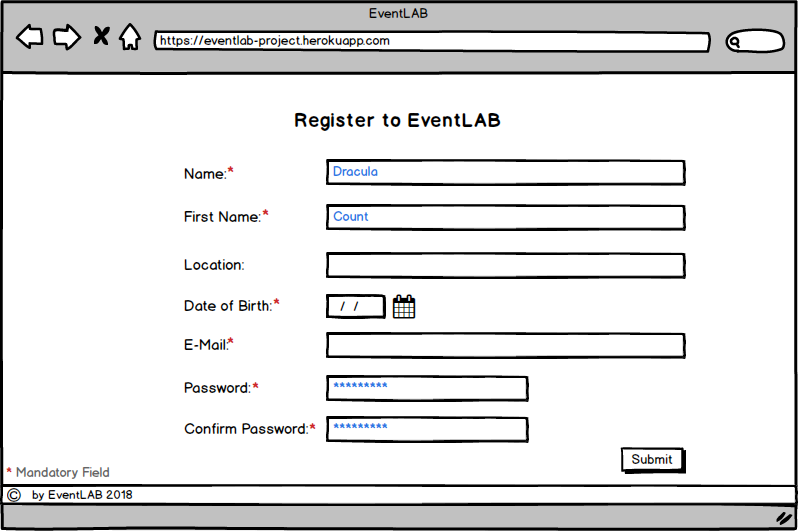 EventLAB
https://eventlab-project.herokuapp.com
Register to EventLAB
Name:* Dracula
First Name:* Count
Location:
Date of Birth:* / /
E-Mail:*
Password:* *********
Confirm Password:* *********
Submit
* Mandatory Field
© by EventLAB 2018